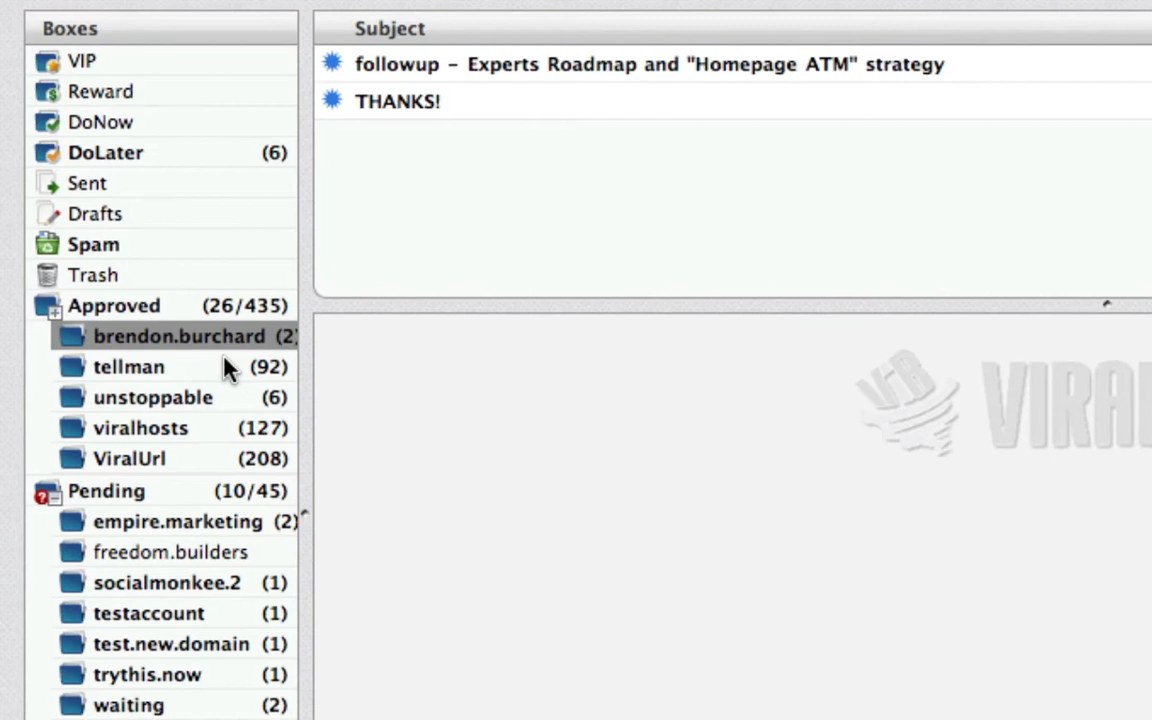 Boxes
VIP
Reward
DoNow
DoLater (6)
Sent
Drafts
Spam
Trash
Approved (26/435)
brendon.burchard (2)
tellman (92)
unstoppable (6)
viralhosts (127)
ViralUrl (208)
Pending (10/45)
empire.marketing (2)
freedom.builders
socialmonkee.2 (1)
testaccount (1)
test.new.domain (1)
trythis.now (1)
waiting (2)
Subject
followup – Experts Roadmap and "Homepage ATM" strategy
THANKS!
VIRA